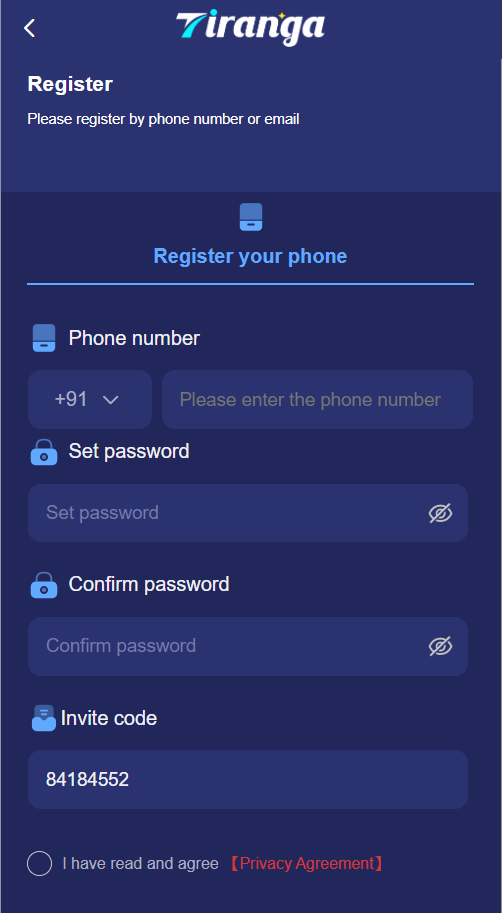 Tiranga
Register
Please register by phone number or email
Register your phone
Phone number
+91 Please enter the phone number
Set password
Set password
Confirm password
Confirm password
Invite code
84184552
I have read and agree 【Privacy Agreement】